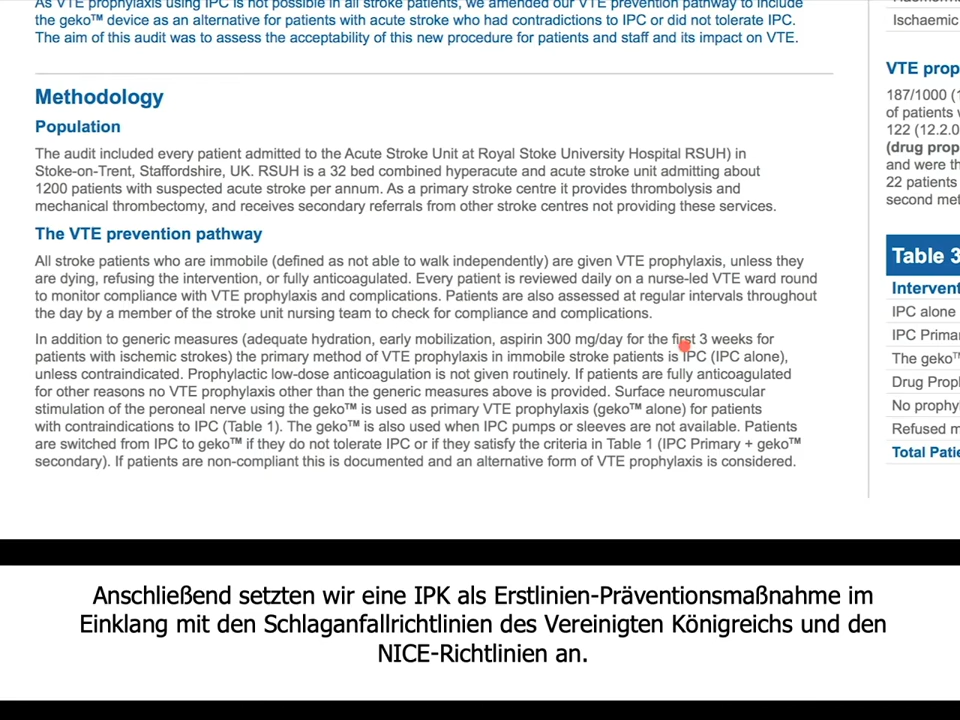 As VTE prophylaxis using IPC is not possible in all stroke patients, we amended our VTE prevention pathway to include
the geko™ device as an alternative for patients with acute stroke who had contradictions to IPC or did not tolerate IPC.
The aim of this audit was to assess the acceptability of this new procedure for patients and staff and its impact on VTE.
Methodology
Population
The audit included every patient admitted to the Acute Stroke Unit at Royal Stoke University Hospital RSUH) in
Stoke-on-Trent, Staffordshire, UK. RSUH is a 32 bed combined hyperacute and acute stroke unit admitting about
1200 patients with suspected acute stroke per annum. As a primary stroke centre it provides thrombolysis and
mechanical thrombectomy, and receives secondary referrals from other stroke centres not providing these services.
The VTE prevention pathway
All stroke patients who are immobile (defined as not able to walk independently) are given VTE prophylaxis, unless they
are dying, refusing the intervention, or fully anticoagulated. Every patient is reviewed daily on a nurse-led VTE ward round
to monitor compliance with VTE prophylaxis and complications. Patients are also assessed at regular intervals throughout
the day by a member of the stroke unit nursing team to check for compliance and complications.
In addition to generic measures (adequate hydration, early mobilization, aspirin 300 mg/day for the first 3 weeks for
patients with ischemic strokes) the primary method of VTE prophylaxis in immobile stroke patients is IPC (IPC alone),
unless contraindicated. Prophylactic low-dose anticoagulation is not given routinely. If patients are fully anticoagulated
for other reasons no VTE prophylaxis other than the generic measures above is provided. Surface neuromuscular
stimulation of the peroneal nerve using the geko™ is used as primary VTE prophylaxis (geko™ alone) for patients
with contraindications to IPC (Table 1). The geko™ is also used when IPC pumps or sleeves are not available. Patients
are switched from IPC to geko™ if they do not tolerate IPC or if they satisfy the criteria in Table 1 (IPC Primary + geko™
secondary). If patients are non-compliant this is documented and an alternative form of VTE prophylaxis is considered.
Ischaemic
VTE prop
187/1000 (1
of patients
122 (12.2.0
(drug prop
and were th
22 patients
second met
Table 3
Intervent
IPC alone
IPC Primar
The geko™
Drug Proph
No prophy
Refused m
Total Patie
Anschließend setzten wir eine IPK als Erstlinien-Präventionsmaßnahme im
Einklang mit den Schlaganfallrichtlinien des Vereinigten Königreichs und den
NICE-Richtlinien an.